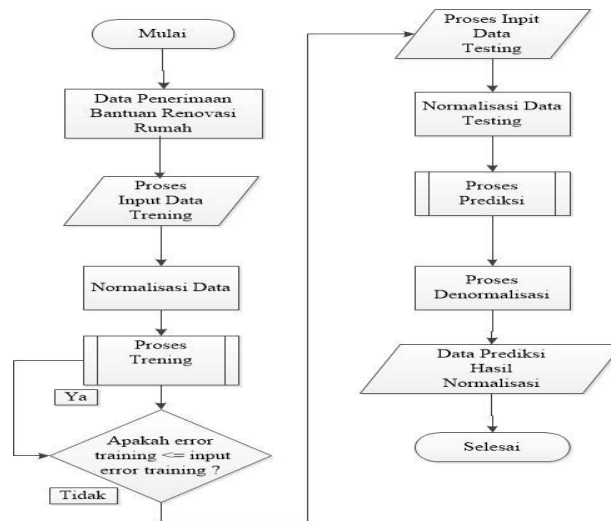 Mulai
Data Penerimaan
Bantuan Renovasi
Rumah
Proses
Input Data
Trening
Normalisasi Data
Proses
Trening
Ya
Apakah error
training <= input
error training ?
Tidak
Proses Inpit
Data
Testing
Normalisasi Data
Testing
Proses
Prediksi
Proses
Denormalisasi
Data Prediksi
Hasil
Normalisasi
Selesai